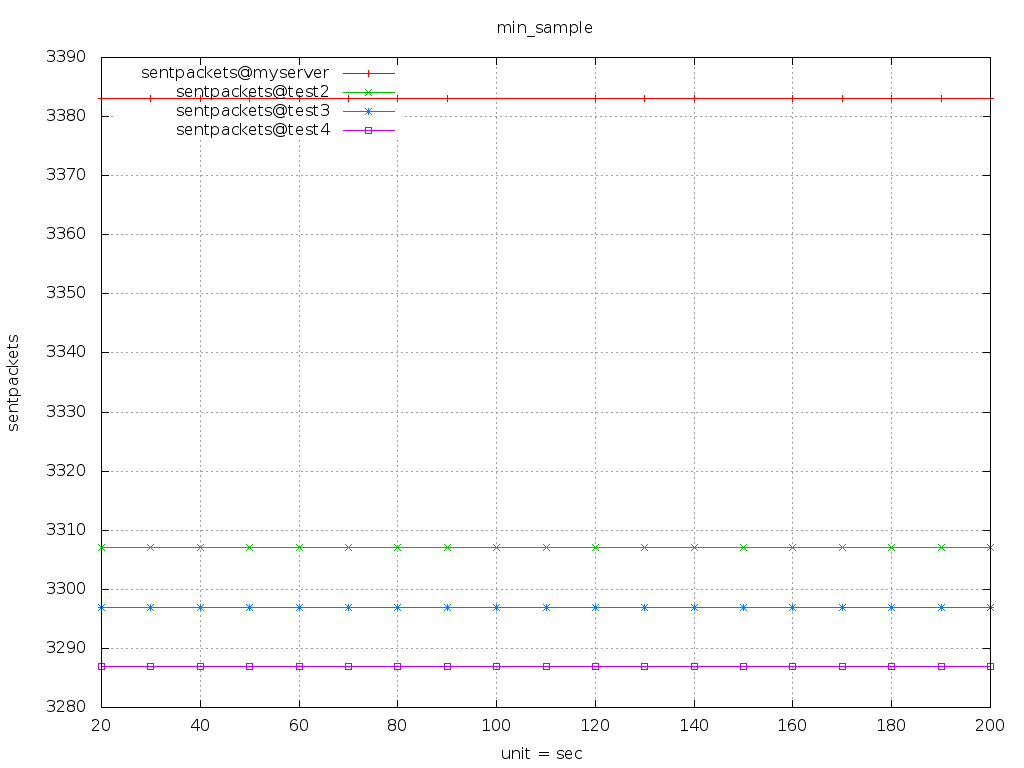 min_sample
3390
3380
3370
3360
3350
3340
3330
3320
3310
3300
3290
3280
sentpackets
sentpackets@myserver
sentpackets@test2
sentpackets@test3
sentpackets@test4
20 40 60 80 100 120 140 160 180 200
unit = sec